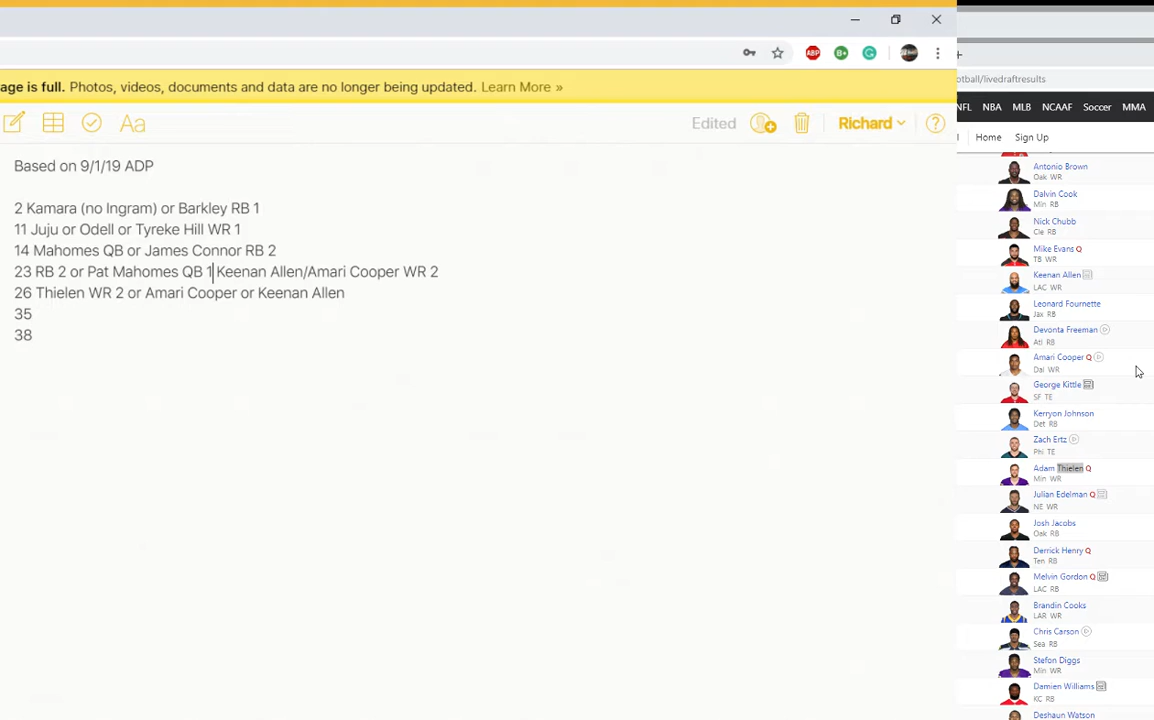 otball/livedraftresults
age is full. Photos, videos, documents and data are no longer being updated. Learn More »
NFL NBA MLB NCAAF Soccer MMA
Aa
Edited
Richard
Home Sign Up
Based on 9/1/19 ADP
2 Kamara (no Ingram) or Barkley RB 1
11 Juju or Odell or Tyreke Hill WR 1
14 Mahomes QB or James Connor RB 2
23 RB 2 or Pat Mahomes QB 1 Keenan Allen/Amari Cooper WR 2
26 Thielen WR 2 or Amari Cooper or Keenan Allen
35
38
Antonio Brown
Oak WR
Dalvin Cook
Min RB
Nick Chubb
Cle RB
Mike Evans Q
TB WR
Keenan Allen
LAC WR
Leonard Fournette
Jax RB
Devonta Freeman
Atl RB
Amari Cooper Q
Dal WR
George Kittle
SF TE
Kerryon Johnson
Det RB
Zach Ertz
Phi TE
Adam Thielen Q
Min WR
Julian Edelman Q
NE WR
Josh Jacobs
Oak RB
Derrick Henry Q
Ten RB
Melvin Gordon Q
LAC RB
Brandin Cooks
LAR WR
Chris Carson
Sea RB
Stefon Diggs
Min WR
Damien Williams
KC RB
Deshaun Watson